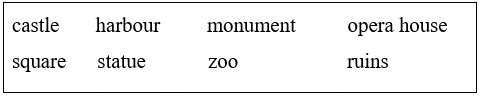 castle harbour monument opera house
square statue zoo ruins